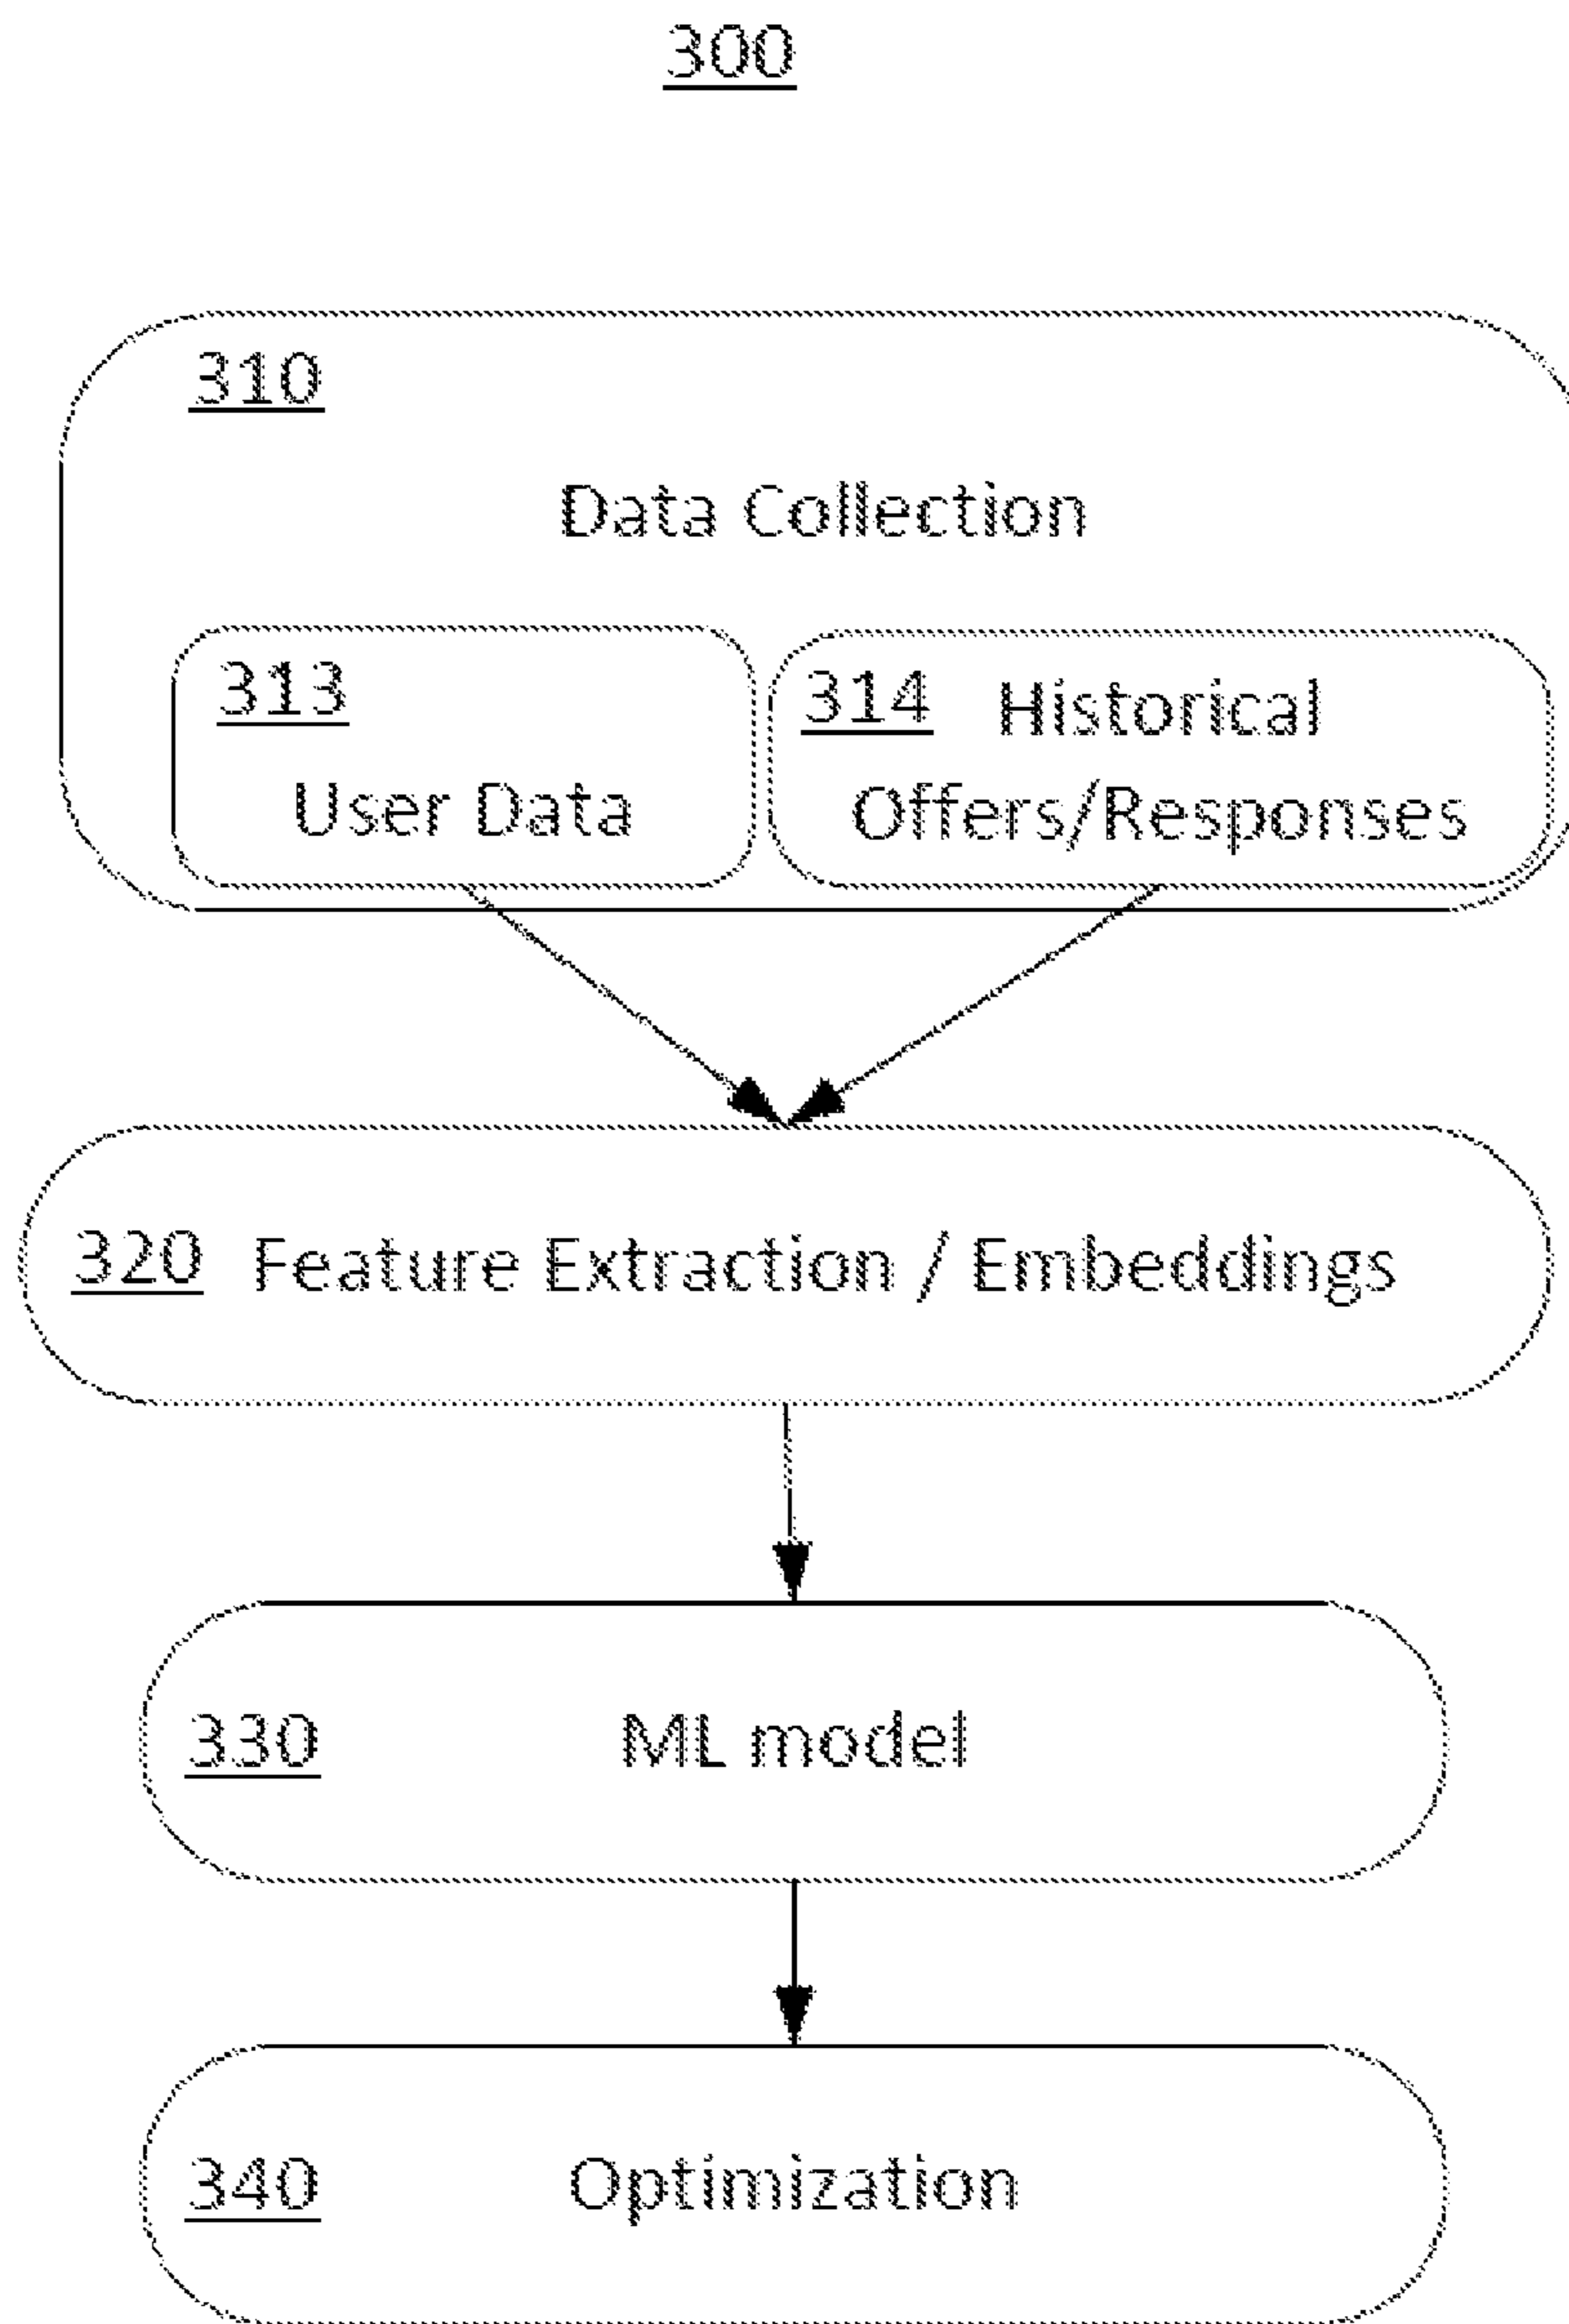 300
310
Data Collection
313
User Data
314 Historical
Offers/Responses
320 Feature Extraction / Embeddings
330 ML model
340 Optimization